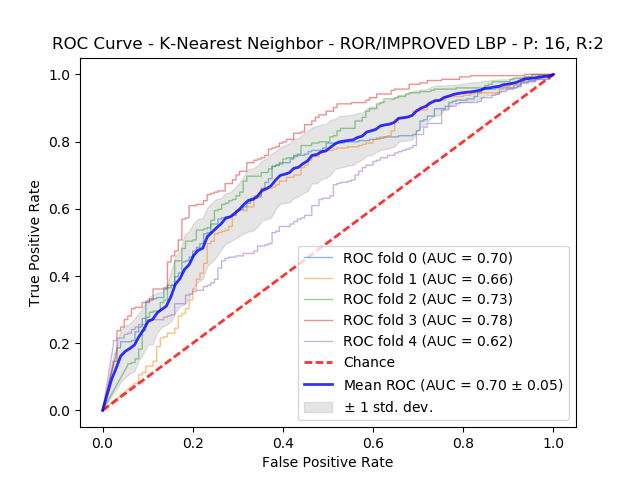 ROC Curve - K-Nearest Neighbor - ROR/IMPROVED LBP - P: 16, R:2
True Positive Rate
1.0
0.8
0.6
0.4
0.2
0.0
ROC fold 0 (AUC = 0.70)
ROC fold 1 (AUC = 0.66)
ROC fold 2 (AUC = 0.73)
ROC fold 3 (AUC = 0.78)
ROC fold 4 (AUC = 0.62)
Chance
Mean ROC (AUC = 0.70 ± 0.05)
± 1 std. dev.
0.0 0.2 0.4 0.6 0.8 1.0
False Positive Rate